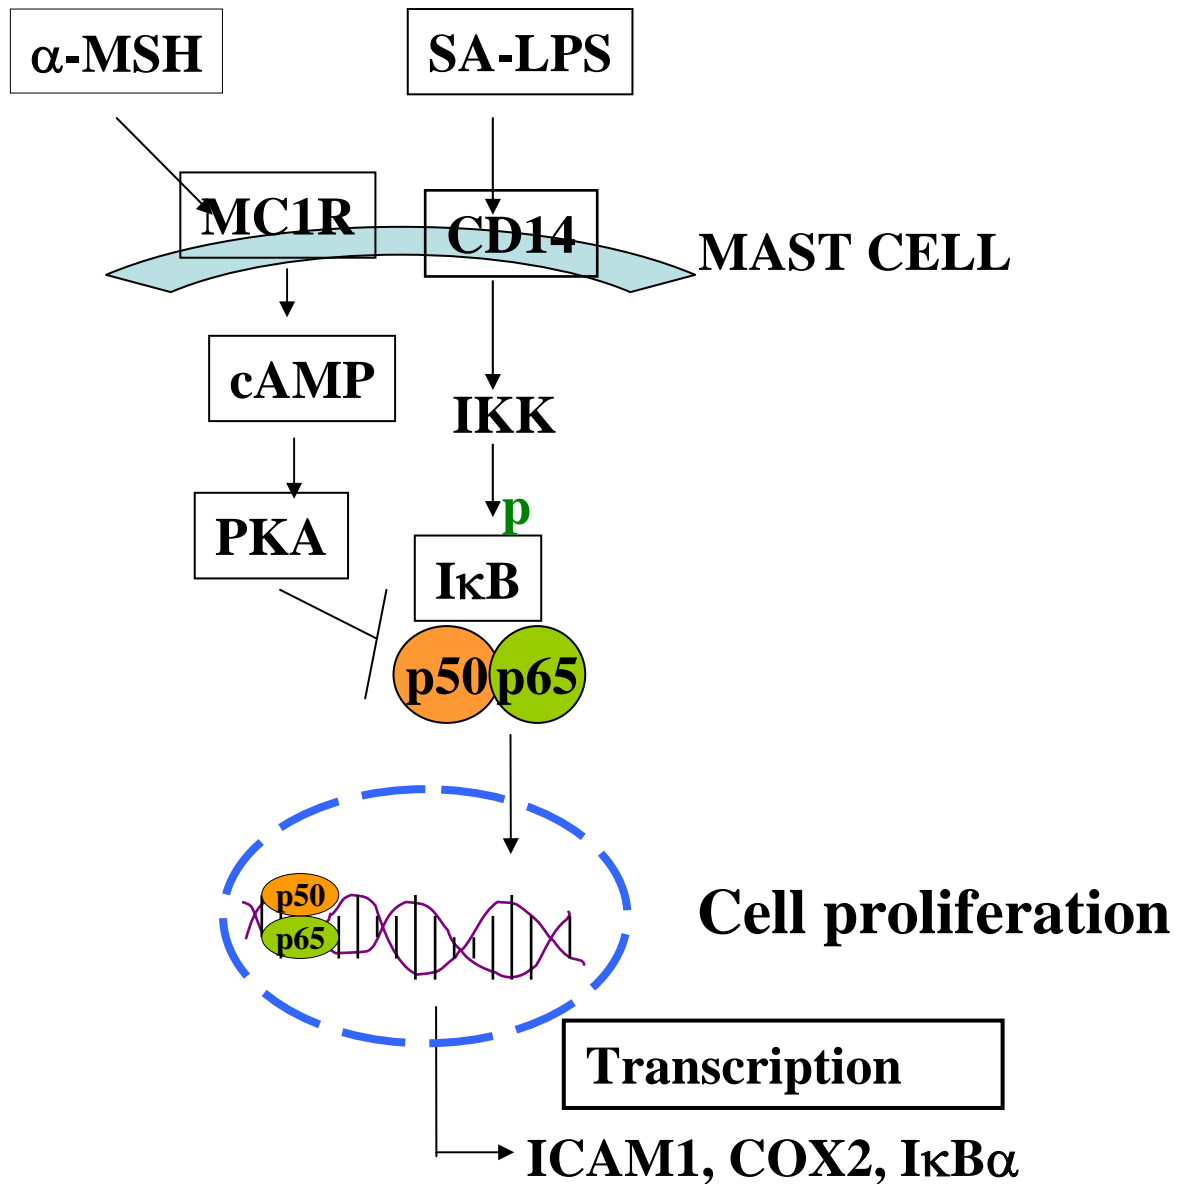 α-MSH
SA-LPS
MC1R
CD14
MAST CELL
cAMP
IKK
p
PKA
IκB
p50
p65
p50
p65
Cell proliferation
Transcription
ICAM1, COX2, IκBα